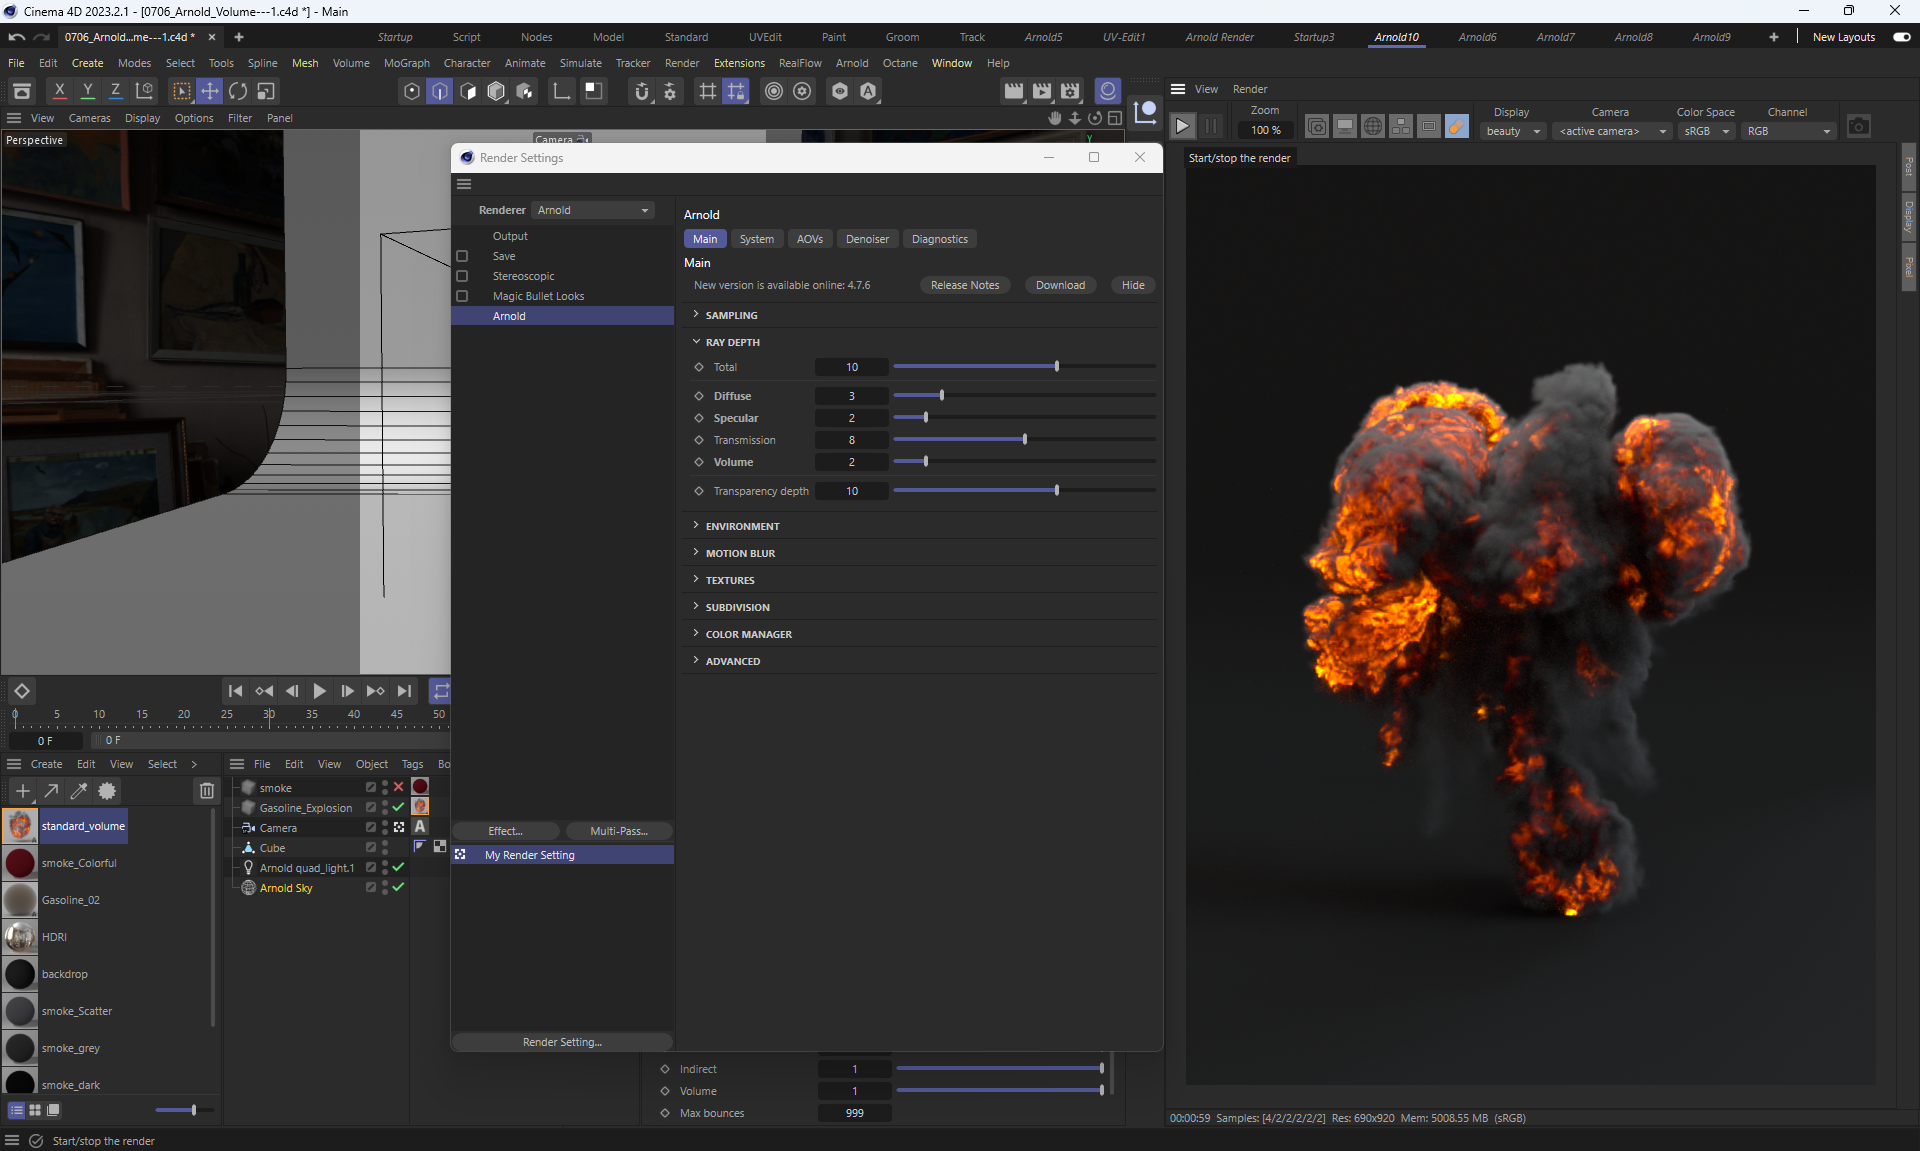 Cinema 4D 2023.2.1 - [0706_Arnold_Volume---1.c4d *] - Main
0706_Arnold...me---1.c4d *
Startup Script Nodes Model Standard UVEdit Paint Groom Track Arnold5 UV-Edit1 Arnold Render Startup3 Arnold10 Arnold6 Arnold7 Arnold8 Arnold9 New Layouts
File Edit Create Modes Select Tools Spline Mesh Volume MoGraph Character Animate Simulate Tracker Render Extensions RealFlow Arnold Octane Window Help
X Y Z
View Render
View Cameras Display Options Filter Panel
Zoom
100 %
Display
beauty
Camera
<active camera>
Color Space
sRGB
Channel
RGB
Perspective
Camera
Y
Start/stop the render
Post
Display
Pixel
Render Settings
Renderer Arnold
Output
Save
Stereoscopic
Magic Bullet Looks
Arnold
Arnold
Main System AOVs Denoiser Diagnostics
Main
New version is available online: 4.7.6 Release Notes Download Hide
SAMPLING
RAY DEPTH
Total 10
Diffuse 3
Specular 2
Transmission 8
Volume 2
Transparency depth 10
ENVIRONMENT
MOTION BLUR
TEXTURES
SUBDIVISION
COLOR MANAGER
ADVANCED
Effect... Multi-Pass...
My Render Setting
Render Setting...
0 5 10 15 20 25 30 35 40 45 50
0 F 0 F
Create Edit View Select
File Edit View Object Tags Bo
standard_volume
smoke_Colorful
Gasoline_02
HDRI
backdrop
smoke_Scatter
smoke_grey
smoke_dark
smoke
Gasoline_Explosion
Camera
Cube
Arnold quad_light.1
Arnold Sky
Indirect 1
Volume 1
Max bounces 999
00:00:59 Samples: [4/2/2/2/2/2] Res: 690x920 Mem: 5008.55 MB (sRGB)
Start/stop the render